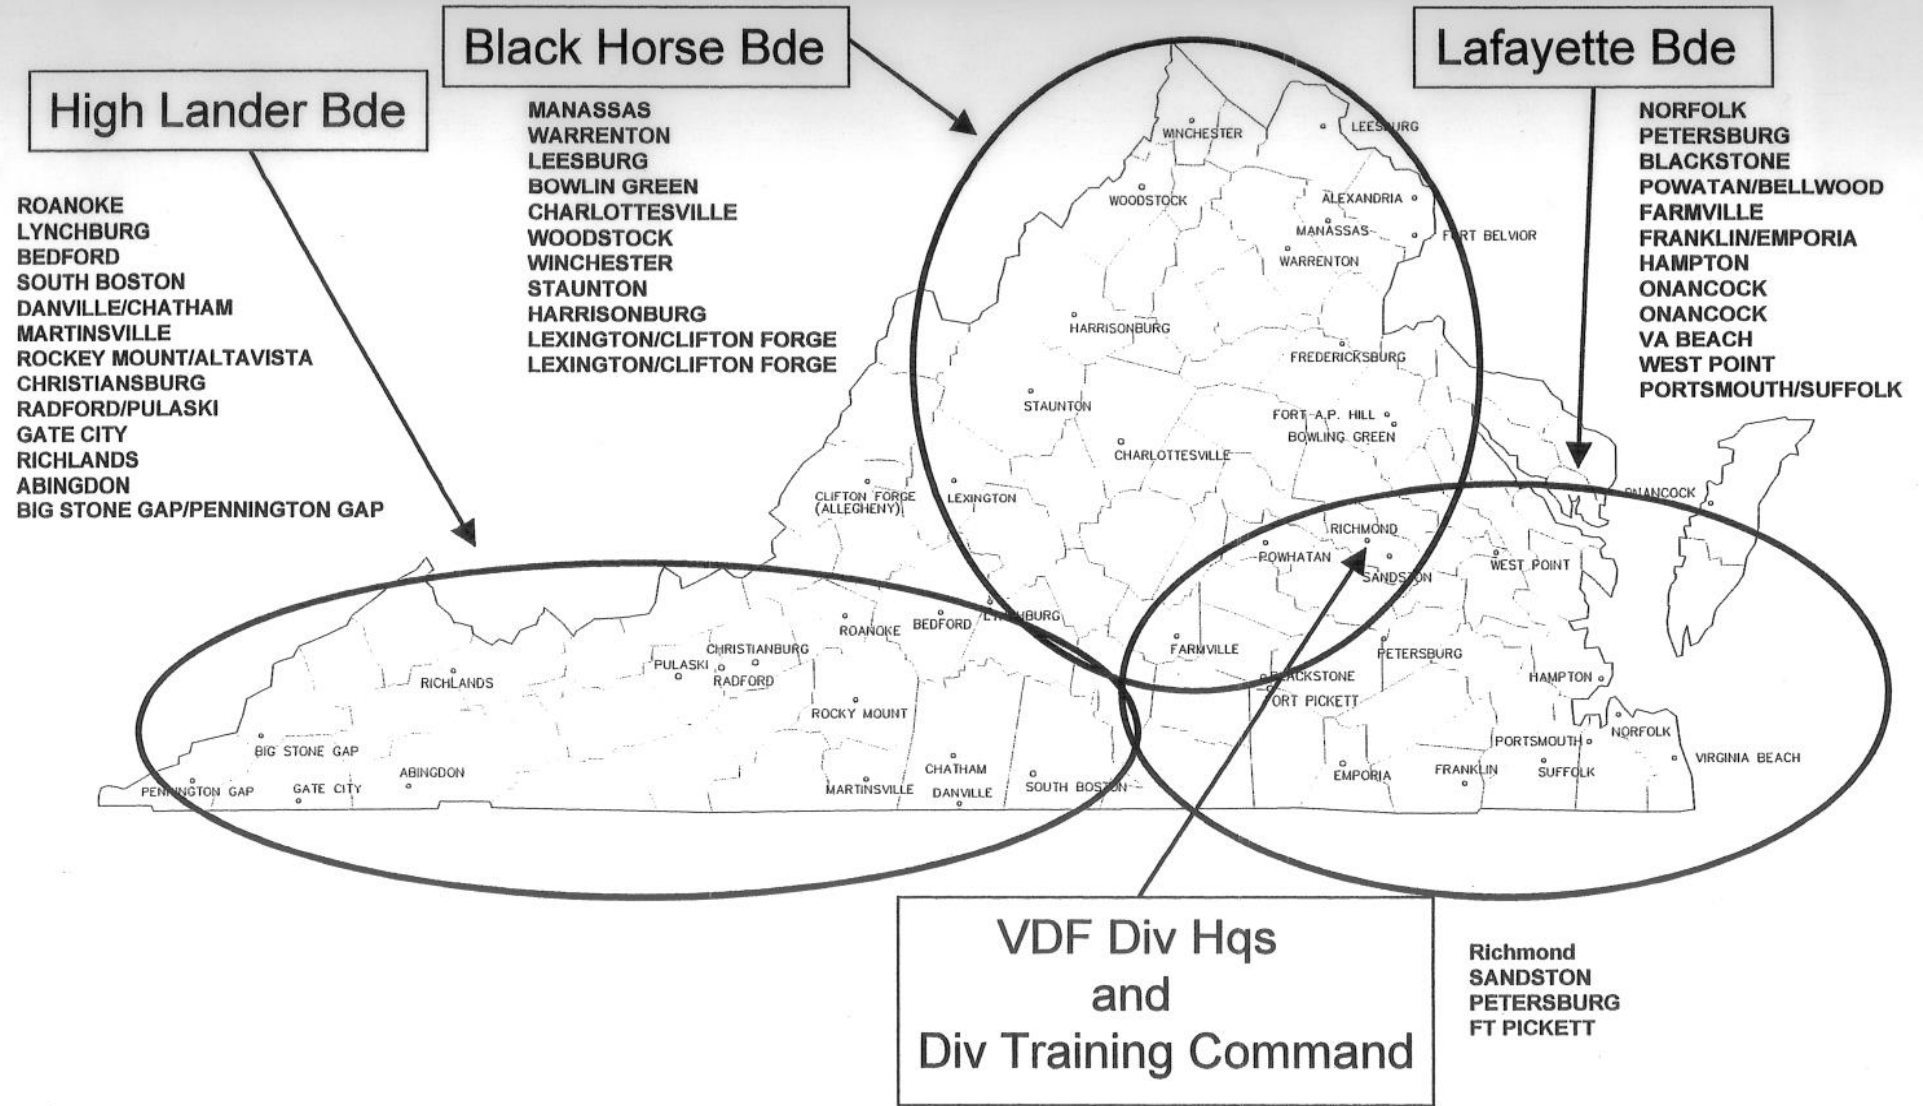 High Lander Bde
ROANOKE
LYNCHBURG
BEDFORD
SOUTH BOSTON
DANVILLE/CHATHAM
MARTINSVILLE
ROCKEY MOUNT/ALTAVISTA
CHRISTIANSBURG
RADFORD/PULASKI
GATE CITY
RICHLANDS
ABINGDON
BIG STONE GAP/PENNINGTON GAP
Black Horse Bde
MANASSAS
WARRENTON
LEESBURG
BOWLIN GREEN
CHARLOTTESVILLE
WOODSTOCK
WINCHESTER
STAUNTON
HARRISONBURG
LEXINGTON/CLIFTON FORGE
LEXINGTON/CLIFTON FORGE
Lafayette Bde
NORFOLK
PETERSBURG
BLACKSTONE
POWATAN/BELLWOOD
FARMVILLE
FRANKLIN/EMPORIA
HAMPTON
ONANCOCK
ONANCOCK
VA BEACH
WEST POINT
PORTSMOUTH/SUFFOLK
WINCHESTER
LEESBURG
WOODSTOCK
ALEXANDRIA
MANASSAS
FORT BELVIOR
WARRENTON
HARRISONBURG
FREDERICKSBURG
STAUNTON
FORT A.P. HILL
BOWLING GREEN
CHARLOTTESVILLE
CLIFTON FORGE
(ALLEGHENY)
LEXINGTON
ONANCOCK
RICHMOND
POWHATAN
SANDSTON
WEST POINT
LYNCHBURG
BEDFORD
ROANOKE
FARMVILLE
PETERSBURG
CHRISTIANBURG
PULASKI
RADFORD
RICHLANDS
BLACKSTONE
FORT PICKETT
HAMPTON
ROCKY MOUNT
NORFOLK
PORTSMOUTH
BIG STONE GAP
VIRGINIA BEACH
CHATHAM
ABINGDON
EMPORIA
FRANKLIN
SUFFOLK
PENNINGTON GAP
GATE CITY
MARTINSVILLE
DANVILLE
SOUTH BOSTON
VDF Div Hqs
and
Div Training Command
Richmond
SANDSTON
PETERSBURG
FT PICKETT